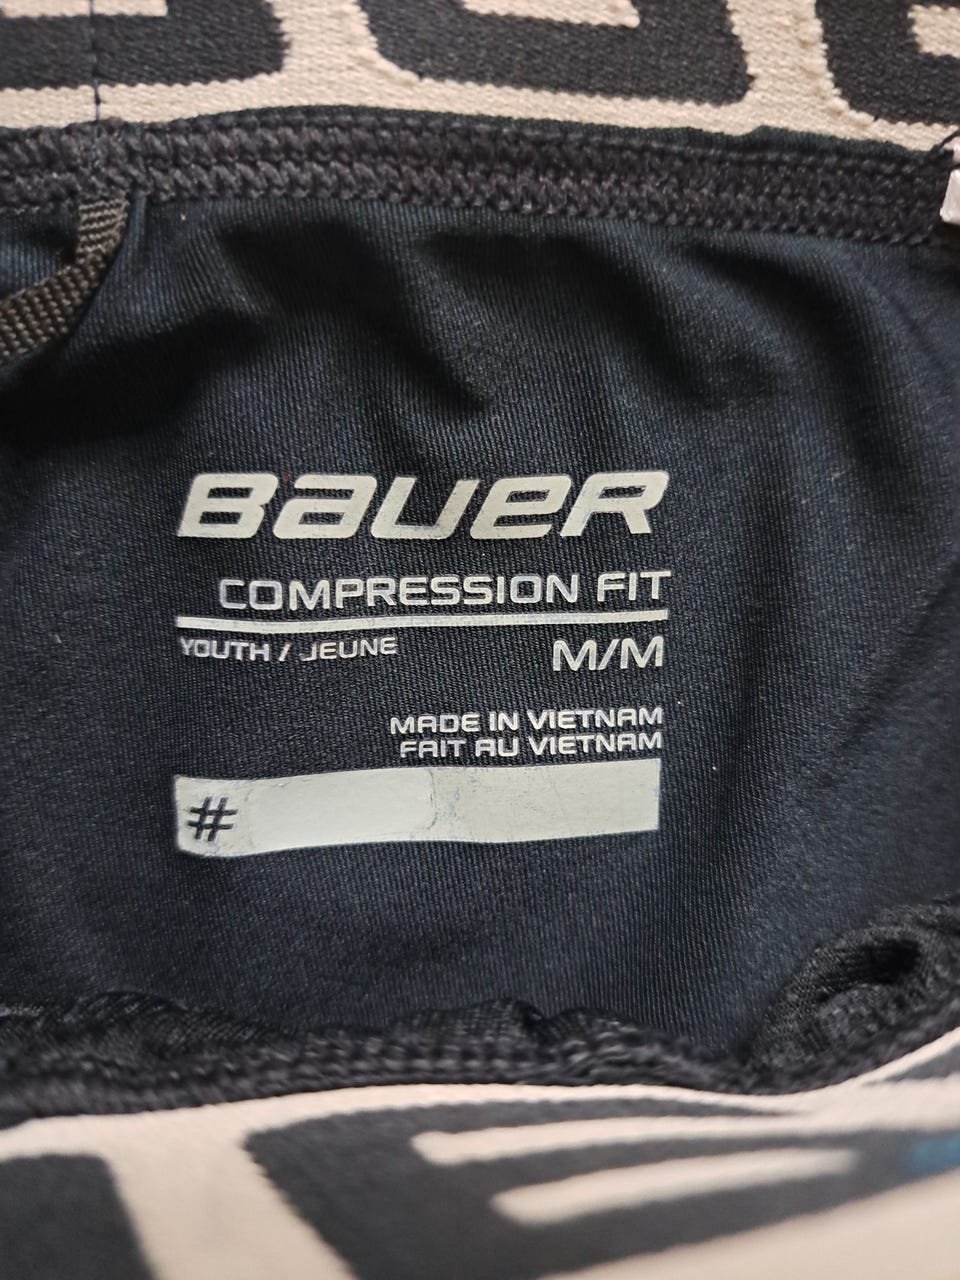 BAUER
COMPRESSION FIT
YOUTH / JEUNE M/M
MADE IN VIETNAM
FAIT AU VIETNAM
#